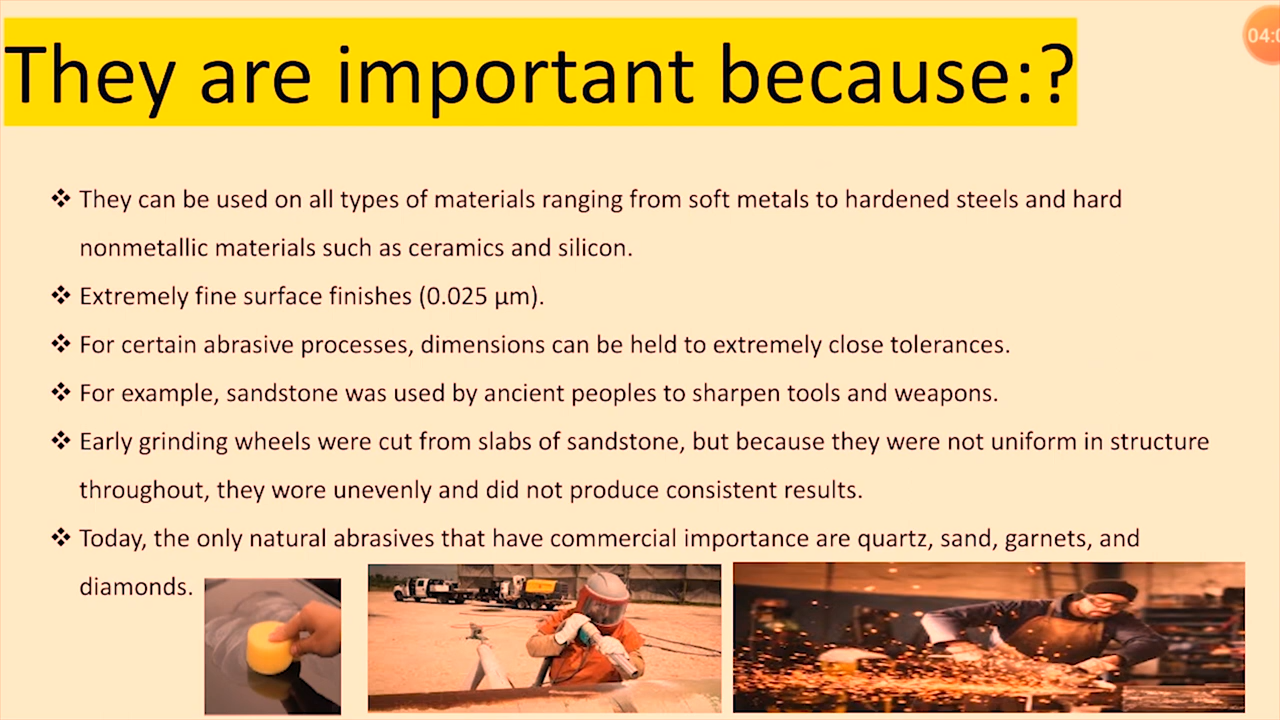 They are important because:?
04:0
❖ They can be used on all types of materials ranging from soft metals to hardened steels and hard
nonmetallic materials such as ceramics and silicon.
❖ Extremely fine surface finishes (0.025 µm).
❖ For certain abrasive processes, dimensions can be held to extremely close tolerances.
❖ For example, sandstone was used by ancient peoples to sharpen tools and weapons.
❖ Early grinding wheels were cut from slabs of sandstone, but because they were not uniform in structure
throughout, they wore unevenly and did not produce consistent results.
❖ Today, the only natural abrasives that have commercial importance are quartz, sand, garnets, and
diamonds.